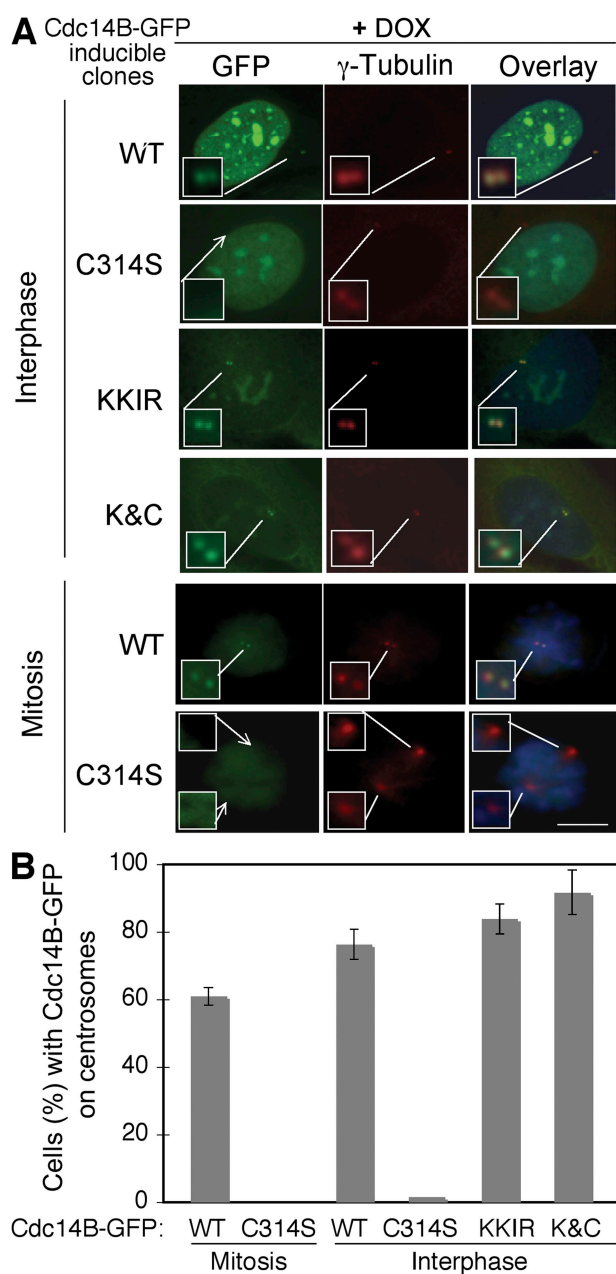 A
Cdc14B-GFP
inducible
clones
+ DOX
GFP
γ-Tubulin
Overlay
Interphase
WT
C314S
KKIR
K&C
Mitosis
WT
C314S
B
Cells (%) with Cdc14B-GFP
on centrosomes
100
80
60
40
20
0
Cdc14B-GFP: WT C314S WT C314S KKIR K&C
Mitosis Interphase